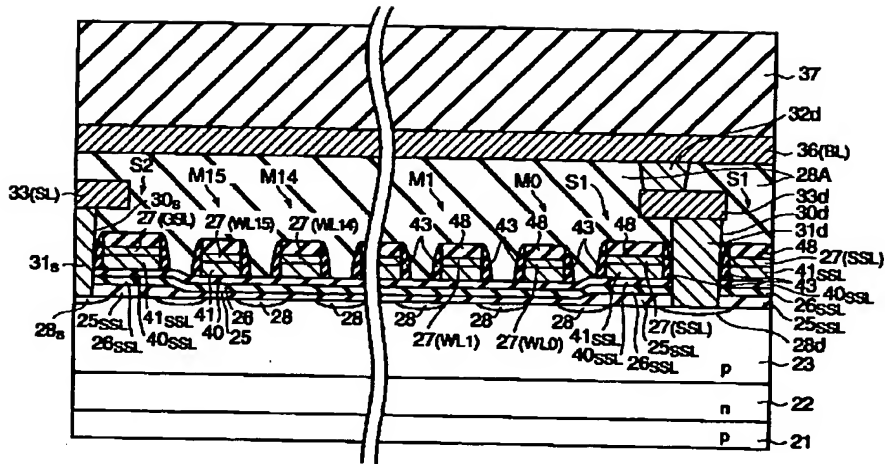 37
32d
36(BL)
28A
33d
30d
31d
48
27(SSL)
41SSL
43
40SSL
26SSL
25SSL
28d
23
22
21
S2
M15
M14
M1
M0
S1
S1
33(SL)
30s
27(GSL)
27(WL15)
27(WL14)
43
48
43
48
43
48
31s
28s
25SSL
26SSL
41SSL
40SSL
41
40
26
25
28
28
28
28
28
27(WL1)
27(WL0)
41SSL
40SSL
27(SSL)
25SSL
26SSL
p
n
p